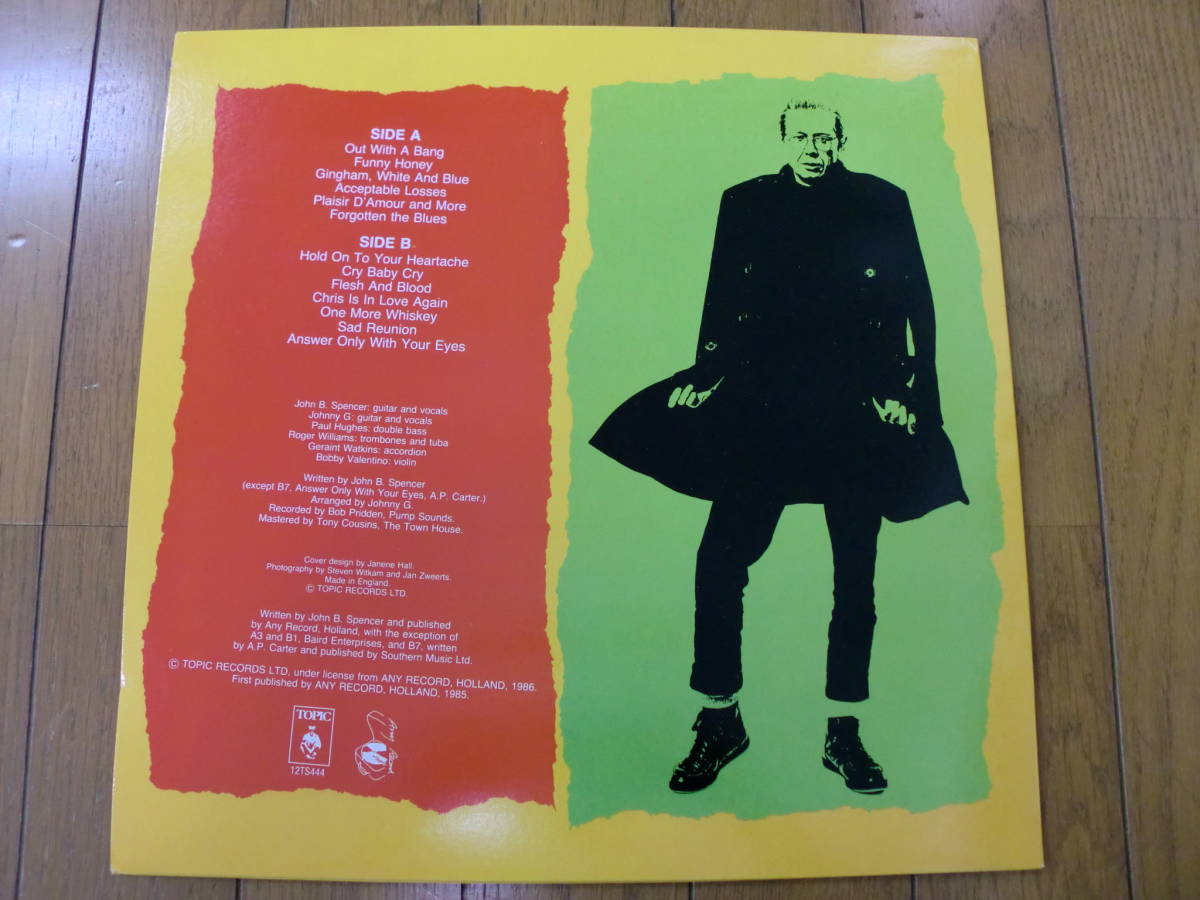 SIDE A
Out With A Bang
Funny Honey
Gingham, White And Blue
Acceptable Losses
Plaisir D'Amour and More
Forgotten the Blues
SIDE B
Hold On To Your Heartache
Cry Baby Cry
Flesh And Blood
Chris Is In Love Again
One More Whiskey
Sad Reunion
Answer Only With Your Eyes
John B. Spencer: guitar and vocals
Johnny G: guitar and vocals
Paul Hughes: double bass
Roger Williams: trombones and tuba
Geraint Watkins: accordion
Bobby Valentino: violin
Written by John B. Spencer
(except B7, Answer Only With Your Eyes, A.P. Carter.)
Arranged by Johnny G.
Recorded by Bob Pridden, Pump Sounds.
Mastered by Tony Cousins, The Town House.
Cover design by Janene Hall.
Photography by Steven Witkam and Jan Zweerts.
Made in England.
© TOPIC RECORDS LTD.
Written by John B. Spencer and published
by Any Record, Holland, with the exception of
A3 and B1, Baird Enterprises, and B7, written
by A.P. Carter and published by Southern Music Ltd.
© TOPIC RECORDS LTD, under license from ANY RECORD, HOLLAND, 1986.
First published by ANY RECORD, HOLLAND, 1985.
TOPIC
12TS444
Any Record